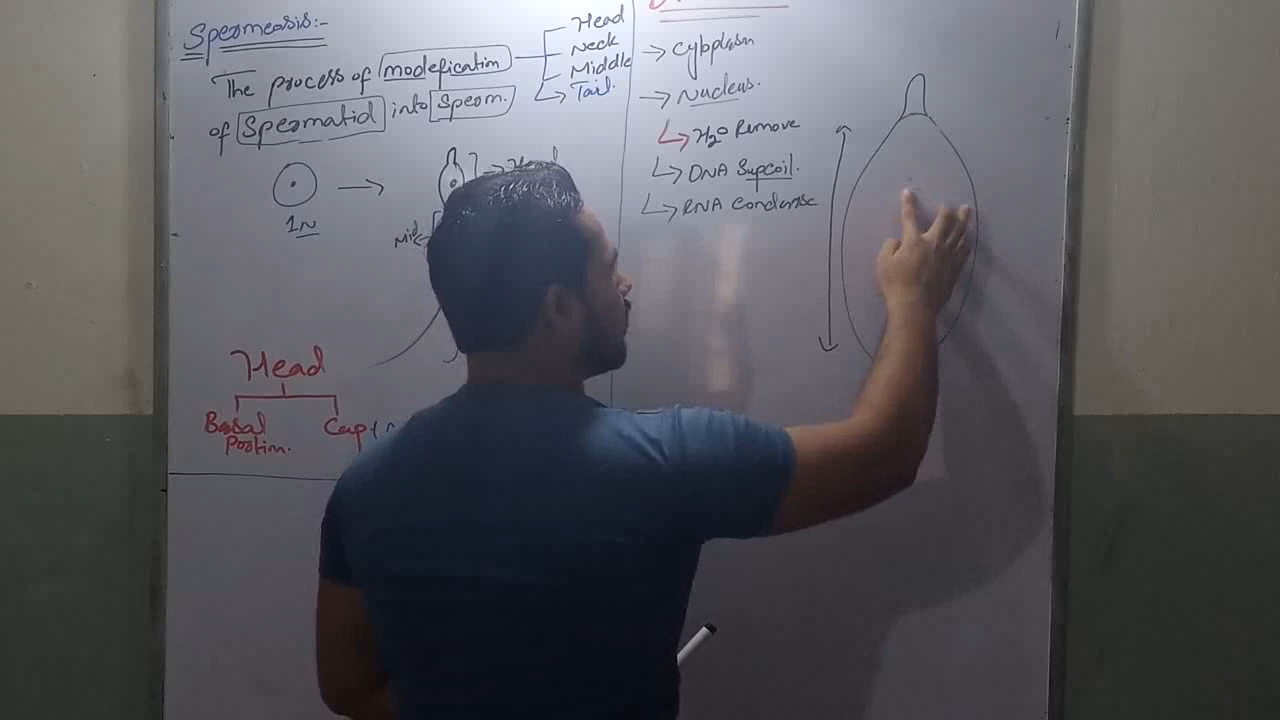 Spermeasis:-
The process of modefication
of Spermatid into Sperm.
Head
Neck
Middle
Tail.
1N
Mid
Head
Basal
Portion.
Cap
Cytoplasm
Nucleus.
H2O Remove
DNA Supcoil.
RNA Condense